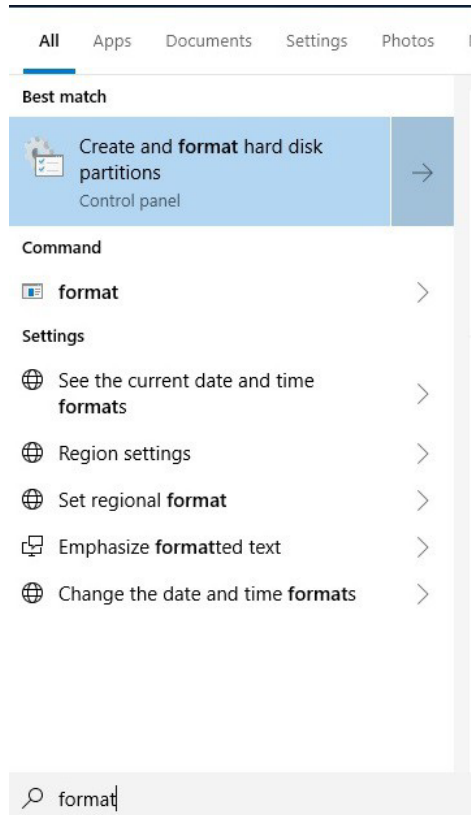 All Apps Documents Settings Photos
Best match
Create and format hard disk
partitions
Control panel
Command
format
Settings
See the current date and time
formats
Region settings
Set regional format
Emphasize formatted text
Change the date and time formats
format